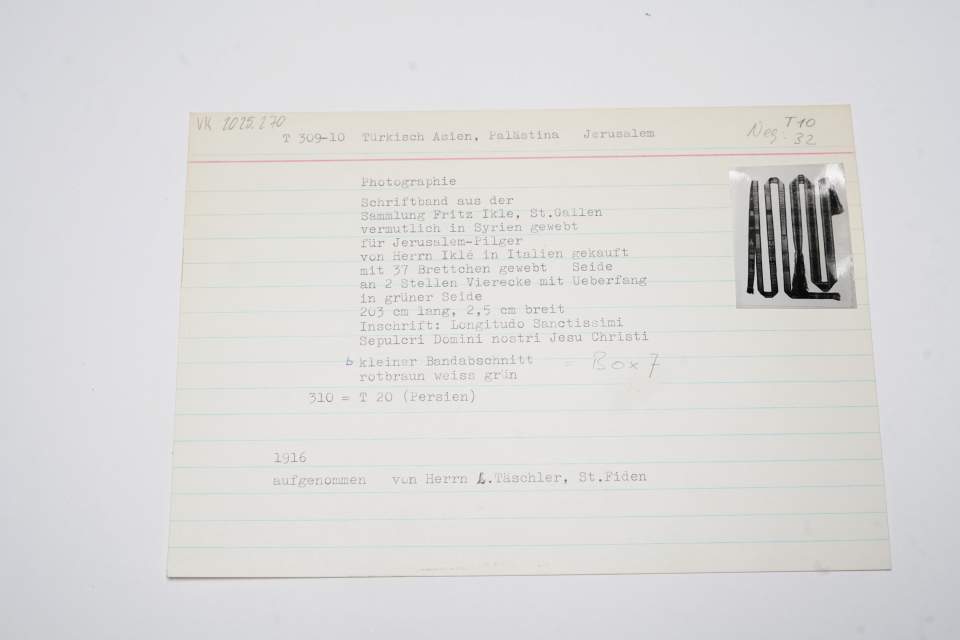 VK 2025.270
T 309-10 Türkisch Asien, Palästina Jerusalem
Neg. T10
32
Photographie
Schriftband aus der
Sammlung Fritz Ikle, St.Gallen
vermutlich in Syrien gewebt
für Jerusalem-Pilger
von Herrn Iklé in Italien gekauft
mit 37 Brettchen gewebt Seide
an 2 Stellen Vierecke mit Ueberfang
in grüner Seide
203 cm lang, 2,5 cm breit
Inschrift: Longitudo Sanctissimi
Sepulcri Domini nostri Jesu Christi
b kleiner Bandabschnitt = Box 7
rotbraun weiss grün
310 = T 20 (Persien)
1916
aufgenommen von Herrn L.Täschler, St.Fiden